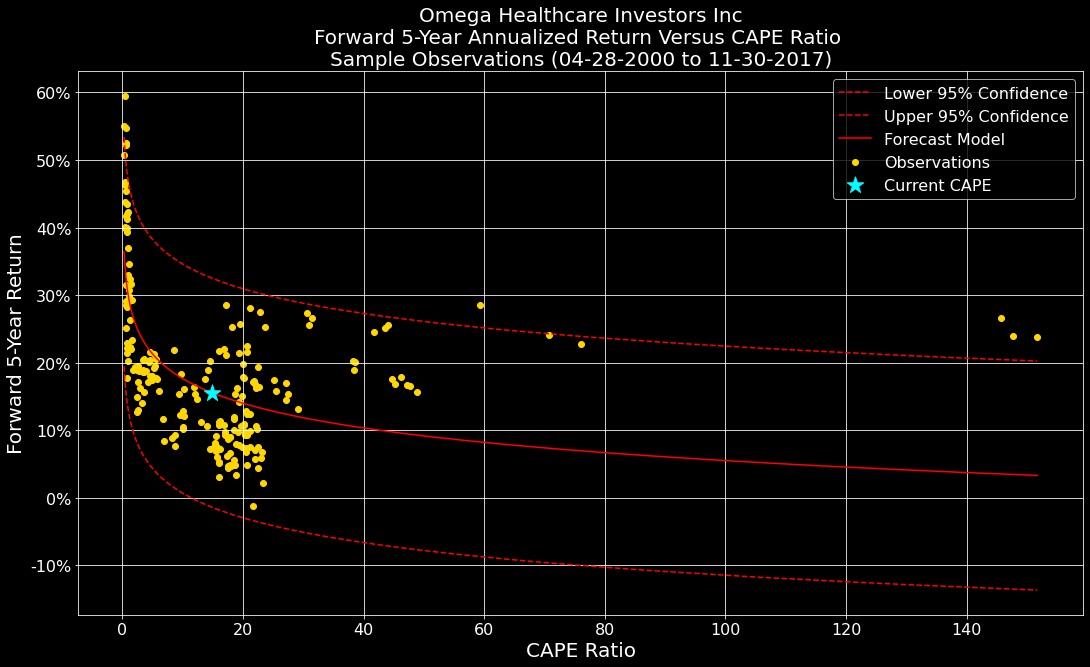 Omega Healthcare Investors Inc
Forward 5-Year Annualized Return Versus CAPE Ratio
Sample Observations (04-28-2000 to 11-30-2017)
Lower 95% Confidence
Upper 95% Confidence
Forecast Model
Observations
Current CAPE
Forward 5-Year Return
60%
50%
40%
30%
20%
10%
0%
-10%
0 20 40 60 80 100 120 140
CAPE Ratio